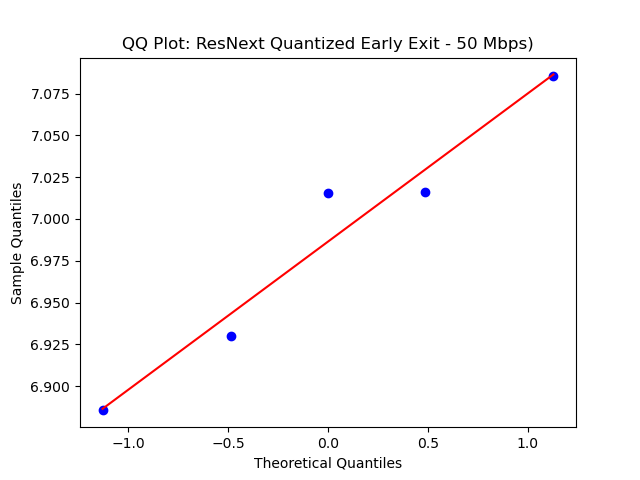 QQ Plot: ResNext Quantized Early Exit - 50 Mbps)
7.075
7.050
7.025
7.000
6.975
6.950
6.925
6.900
Sample Quantiles
−1.0 −0.5 0.0 0.5 1.0
Theoretical Quantiles